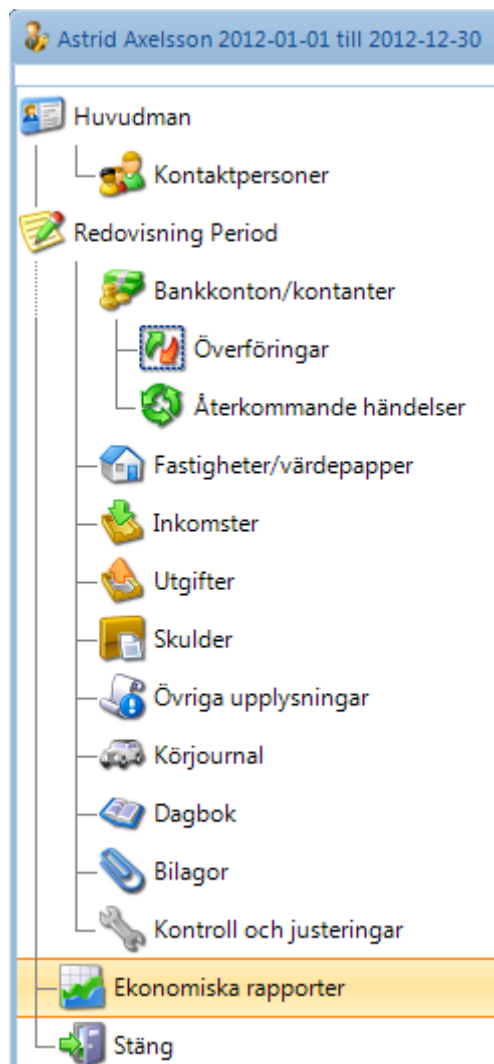 Astrid Axelsson 2012-01-01 till 2012-12-30
Huvudman
Kontaktpersoner
Redovisning Period
Bankkonton/kontanter
Överföringar
Återkommande händelser
Fastigheter/värdepapper
Inkomster
Utgifter
Skulder
Övriga upplysningar
Körjournal
Dagbok
Bilagor
Kontroll och justeringar
Ekonomiska rapporter
Stäng